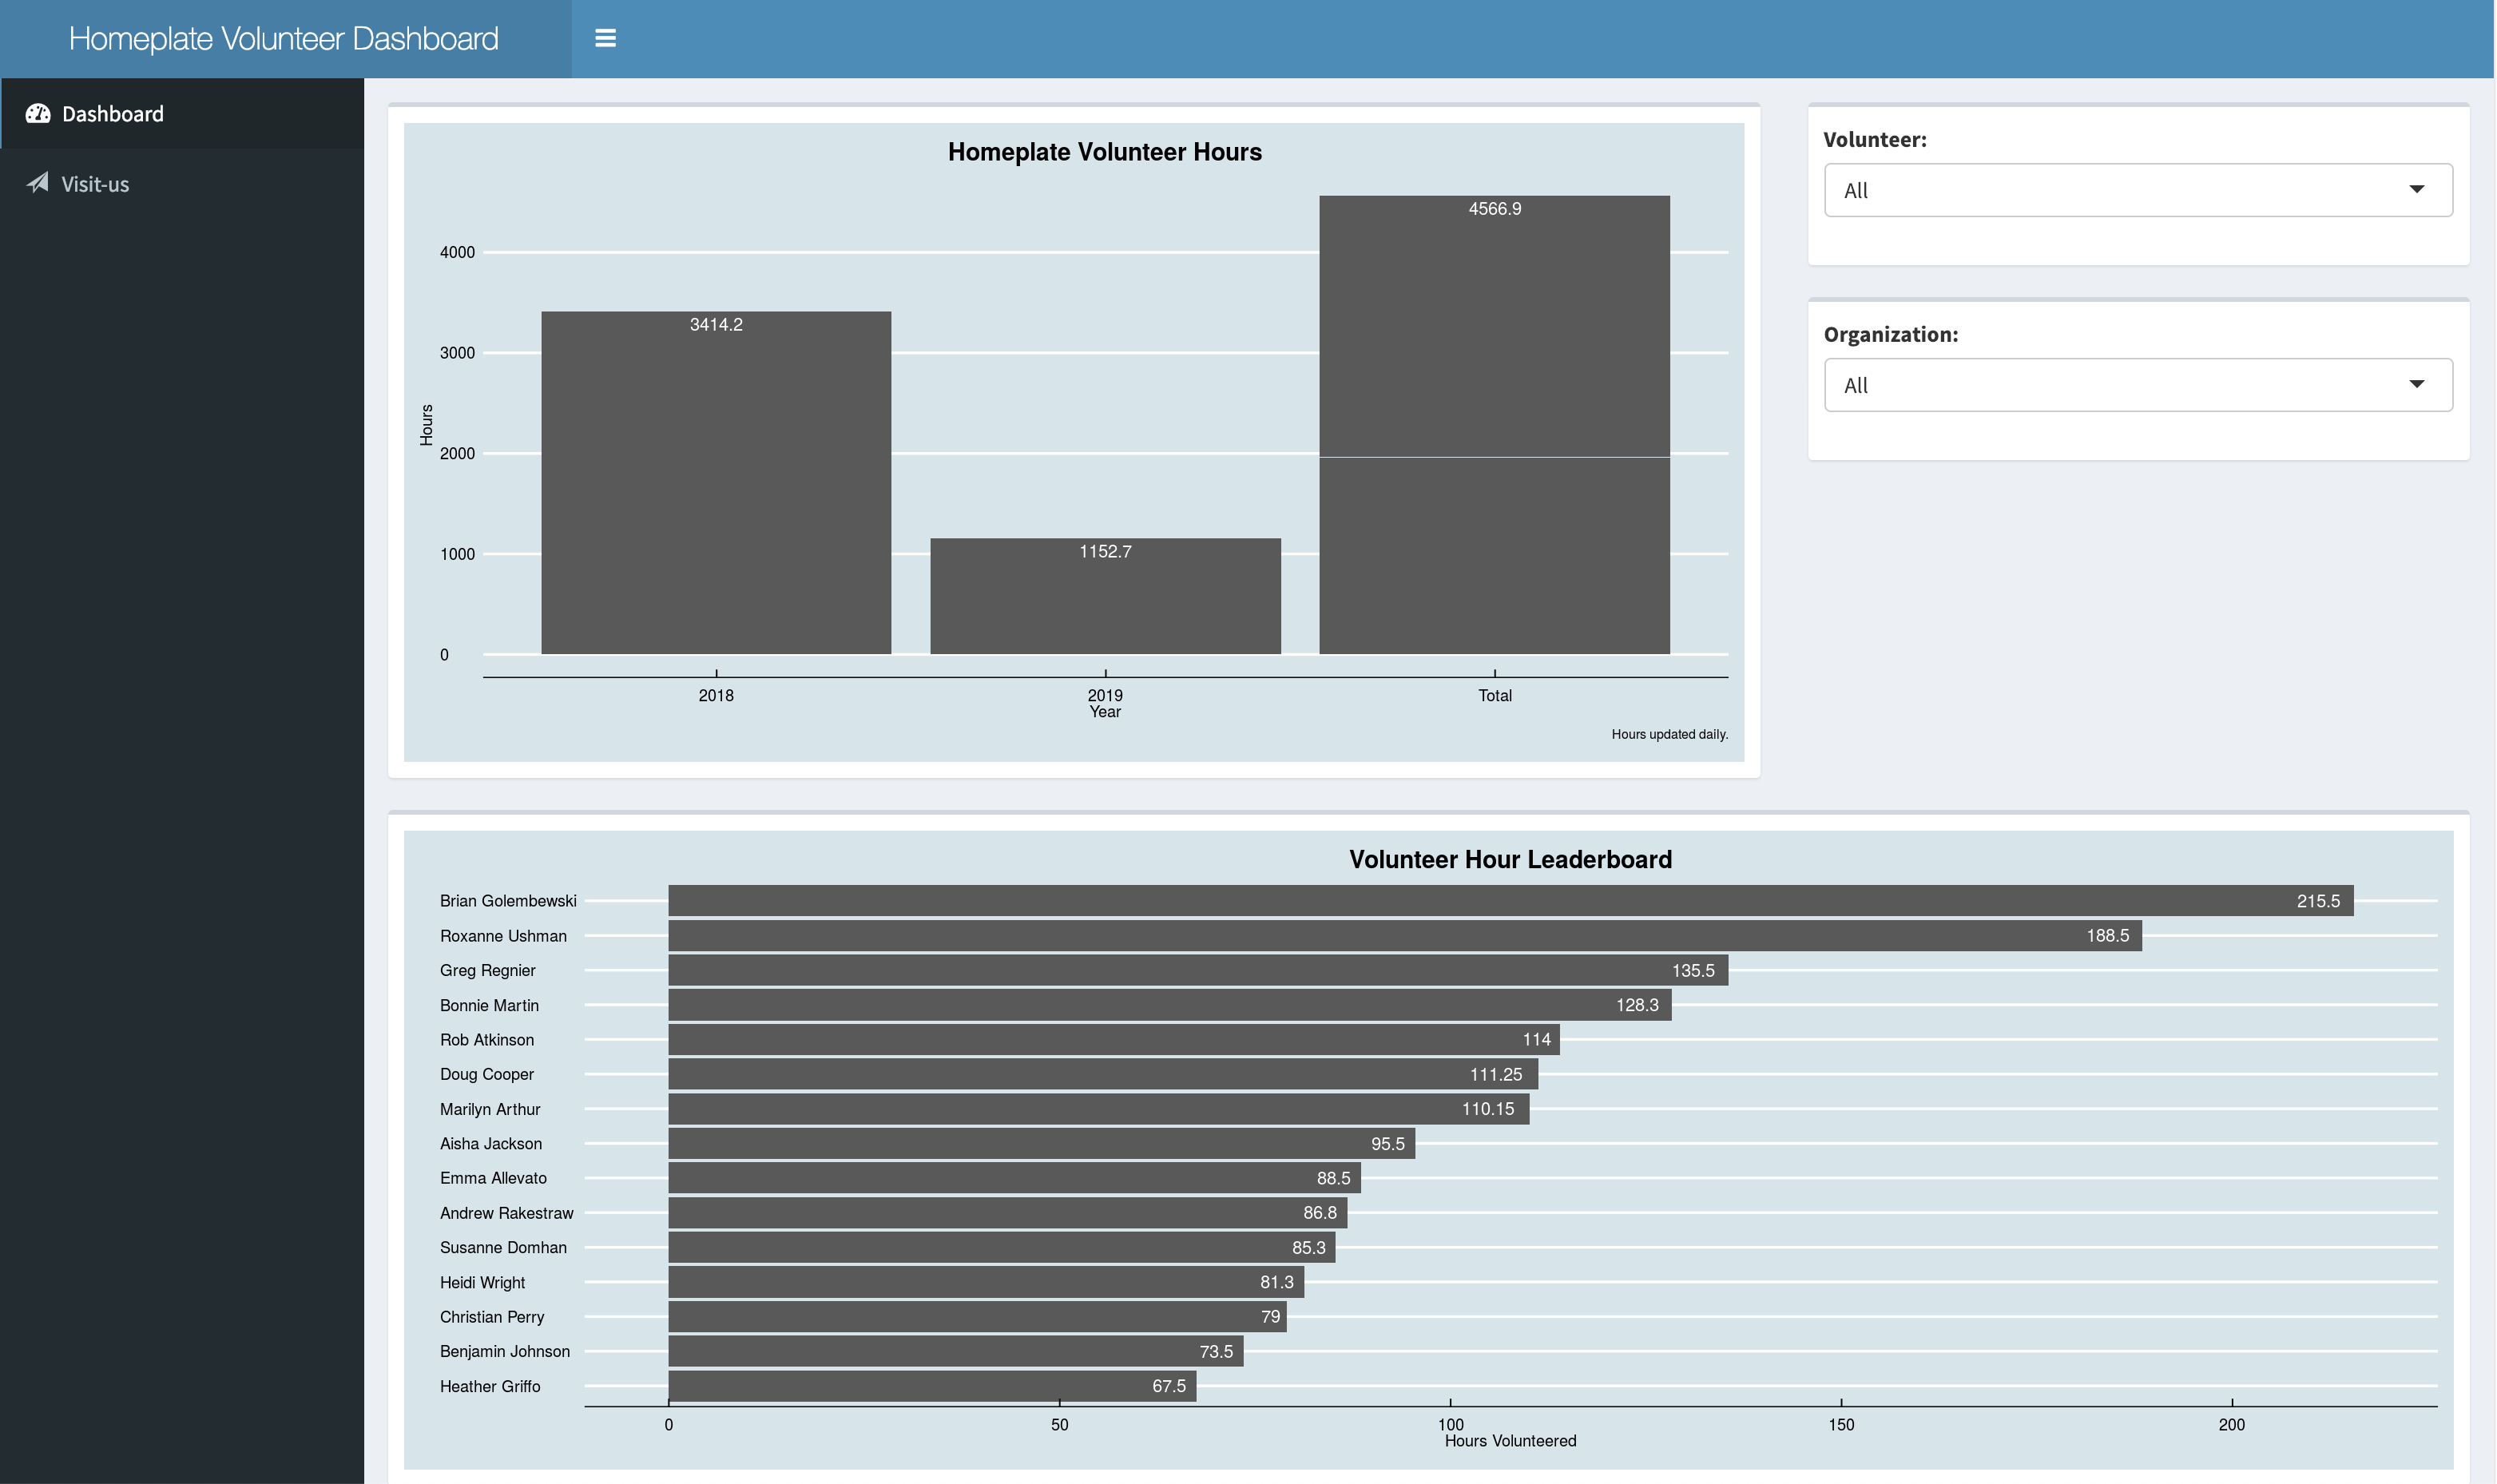 Homeplate Volunteer Dashboard
Dashboard
Visit-us
Homeplate Volunteer Hours
4566.9
4000
3414.2
3000
Hours
2000
1152.7
1000
0
2018 2019 Total
Year
Hours updated daily.
Volunteer:
All
Organization:
All
Volunteer Hour Leaderboard
Brian Golembewski 215.5
Roxanne Ushman 188.5
Greg Regnier 135.5
Bonnie Martin 128.3
Rob Atkinson 114
Doug Cooper 111.25
Marilyn Arthur 110.15
Aisha Jackson 95.5
Emma Allevato 88.5
Andrew Rakestraw 86.8
Susanne Domhan 85.3
Heidi Wright 81.3
Christian Perry 79
Benjamin Johnson 73.5
Heather Griffo 67.5
0 50 100 150 200
Hours Volunteered